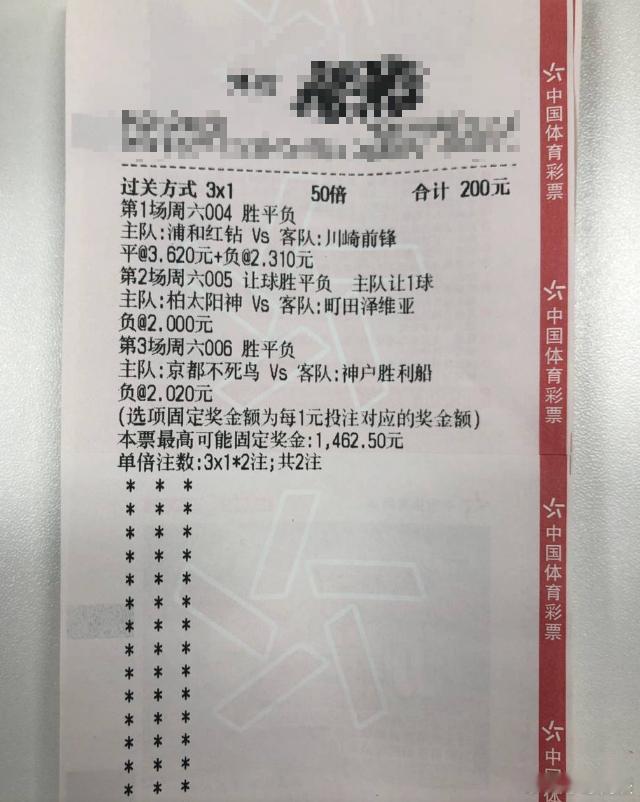 过关方式 3x1 50倍 合计 200元
第1场周六004 胜平负
主队:浦和红钻 Vs 客队:川崎前锋
平@3.620元+负@2.310元
第2场周六005 让球胜平负 主队让1球
主队:柏太阳神 Vs 客队:町田泽维亚
负@2.000元
第3场周六006 胜平负
主队:京都不死鸟 Vs 客队:神户胜利船
负@2.020元
(选项固定奖金额为每1元投注对应的奖金额)
本票最高可能固定奖金:1,462.50元
单倍注数:3x1*2注;共2注
* * *
* * *
* * *
* * *
* * *
* * *
* * *
* * *
* * *
* * *
* * *
* * *
* * *
* * *
中国体育彩票
中国体育彩票
中国体育彩票
中国体